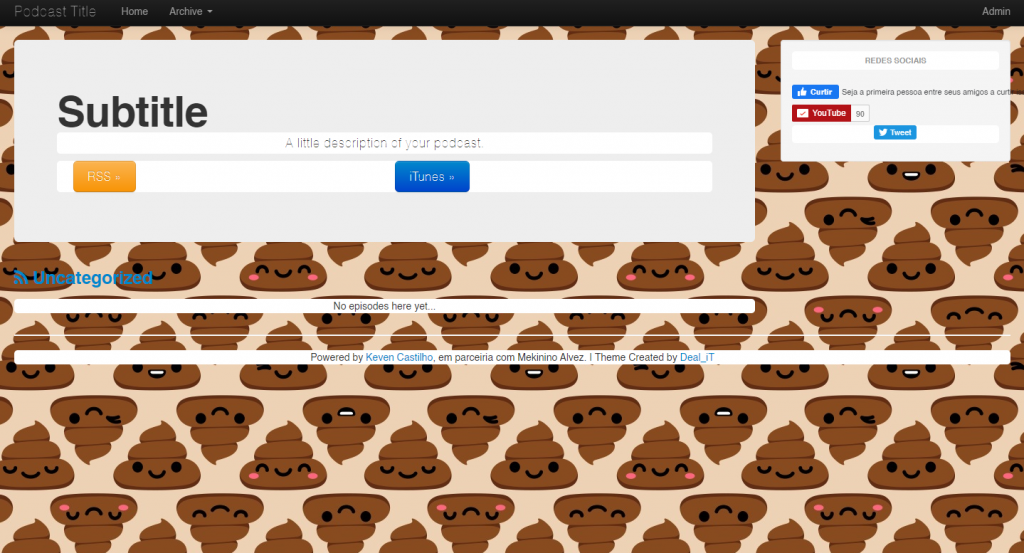 Podcast Title Home Archive Admin
Subtitle
A little description of your podcast.
RSS » iTunes »
REDES SOCIAIS
Curtir Seja a primeira pessoa entre seus amigos a curtir
YouTube 90
Tweet
Uncategorized
No episodes here yet...
Powered by Keven Castilho, em parceiria com Mekinino Alvez. | Theme Created by Deal_iT